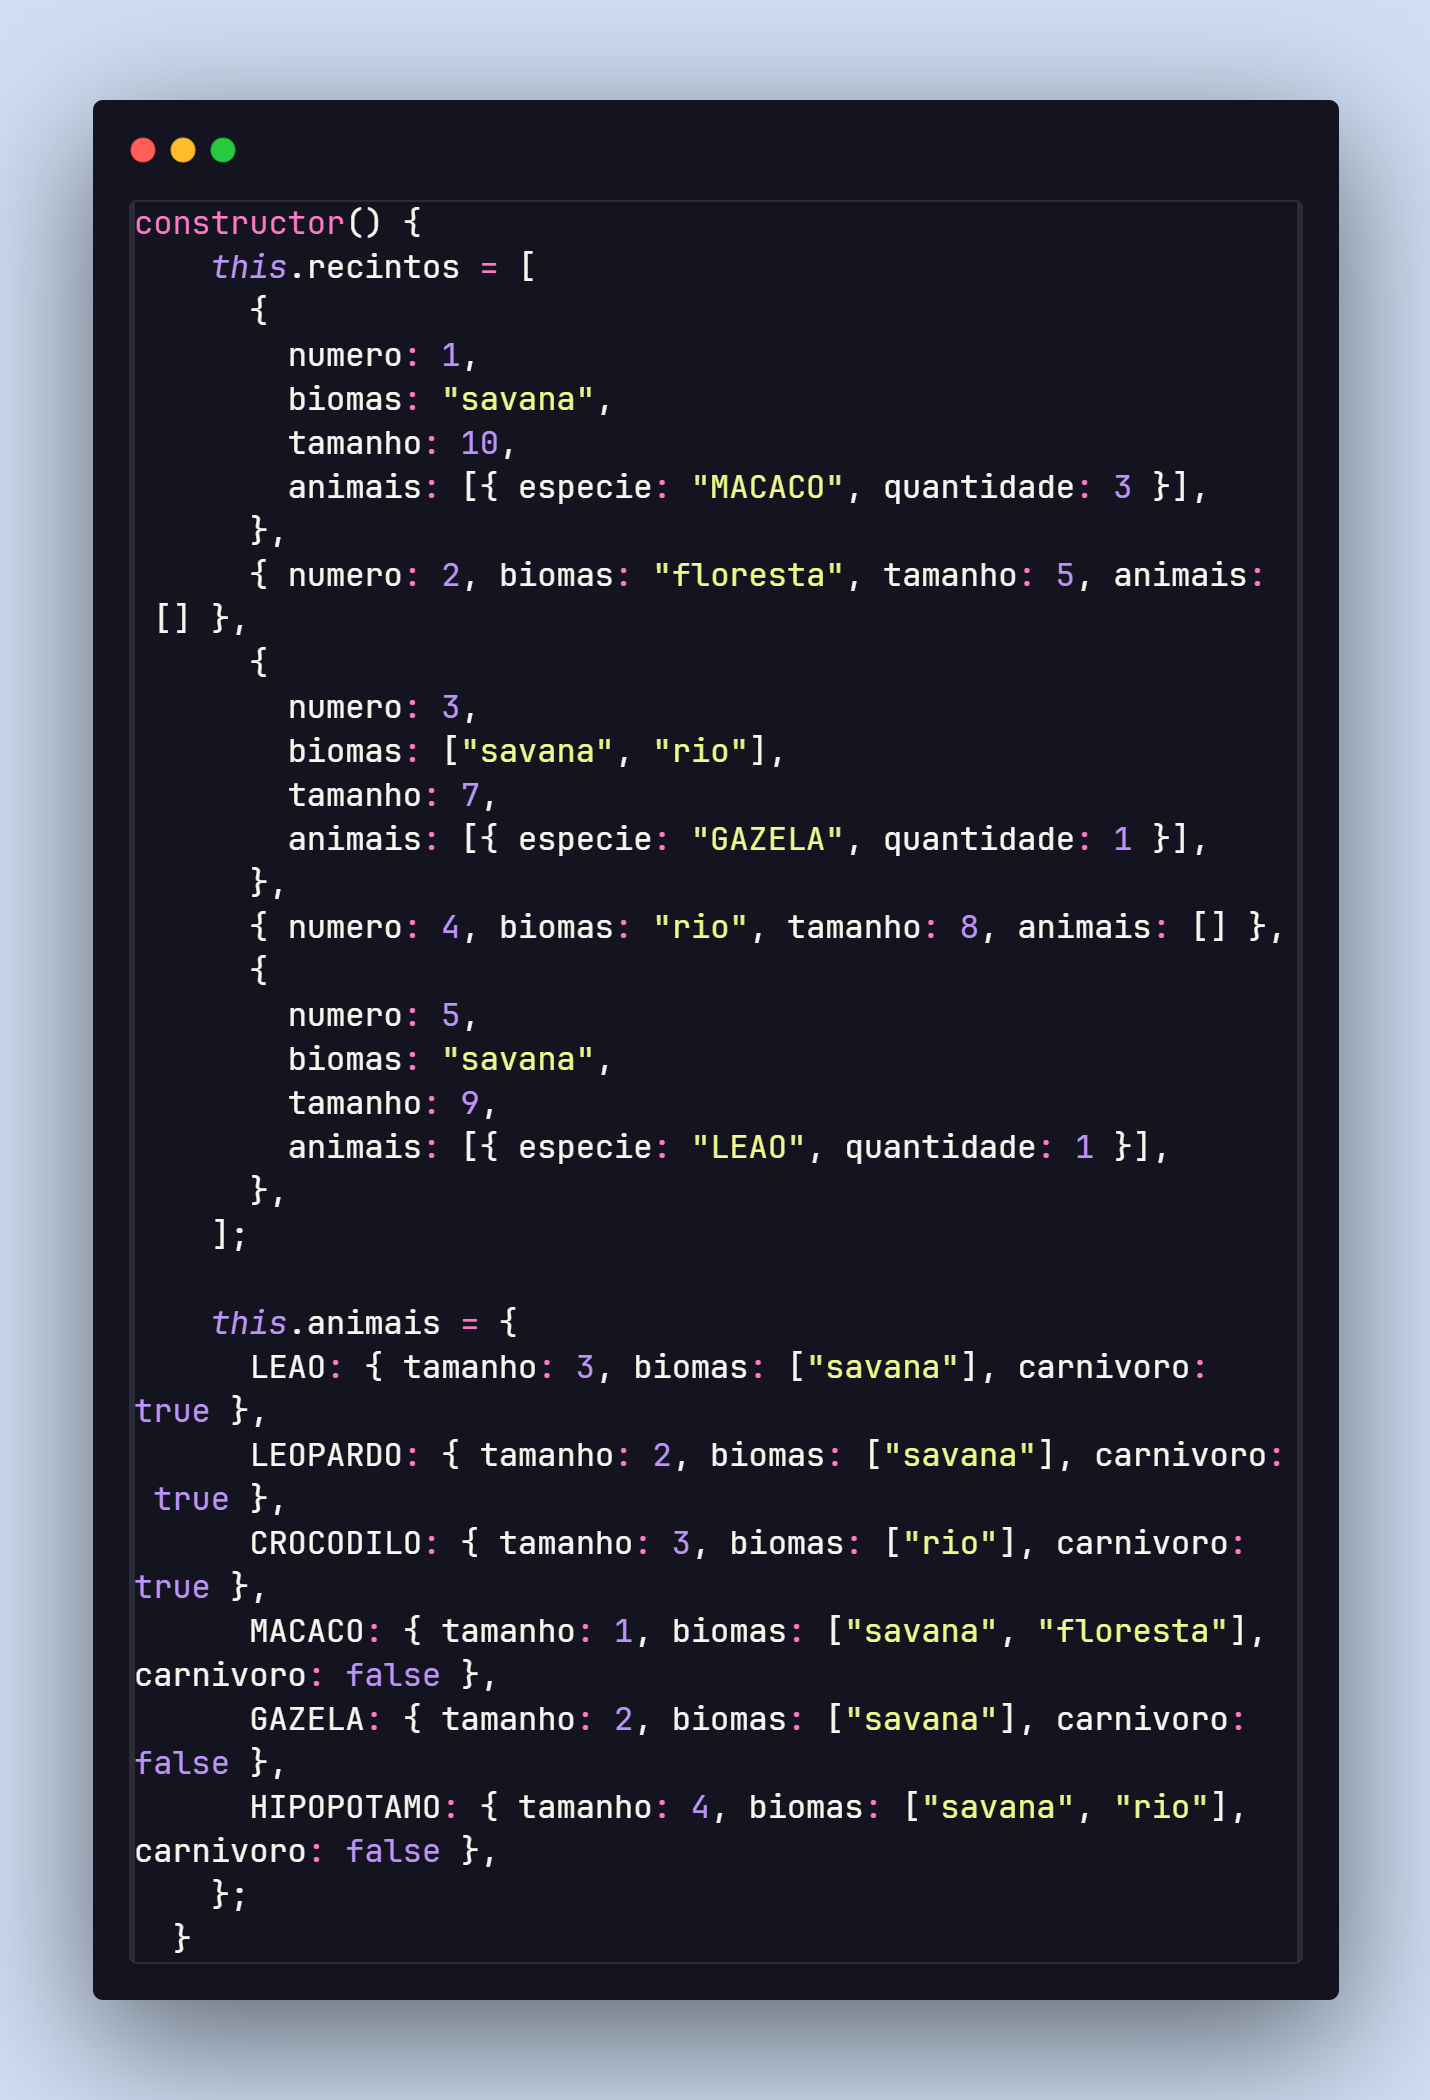 constructor() {
    this.recintos = [
      {
        numero: 1,
        biomas: "savana",
        tamanho: 10,
        animais: [{ especie: "MACACO", quantidade: 3 }],
      },
      { numero: 2, biomas: "floresta", tamanho: 5, animais:
 [] },
      {
        numero: 3,
        biomas: ["savana", "rio"],
        tamanho: 7,
        animais: [{ especie: "GAZELA", quantidade: 1 }],
      },
      { numero: 4, biomas: "rio", tamanho: 8, animais: [] },
      {
        numero: 5,
        biomas: "savana",
        tamanho: 9,
        animais: [{ especie: "LEAO", quantidade: 1 }],
      },
    ];

    this.animais = {
      LEAO: { tamanho: 3, biomas: ["savana"], carnivoro:
true },
      LEOPARDO: { tamanho: 2, biomas: ["savana"], carnivoro:
 true },
      CROCODILO: { tamanho: 3, biomas: ["rio"], carnivoro:
true },
      MACACO: { tamanho: 1, biomas: ["savana", "floresta"],
carnivoro: false },
      GAZELA: { tamanho: 2, biomas: ["savana"], carnivoro:
false },
      HIPOPOTAMO: { tamanho: 4, biomas: ["savana", "rio"],
carnivoro: false },
    };
  }